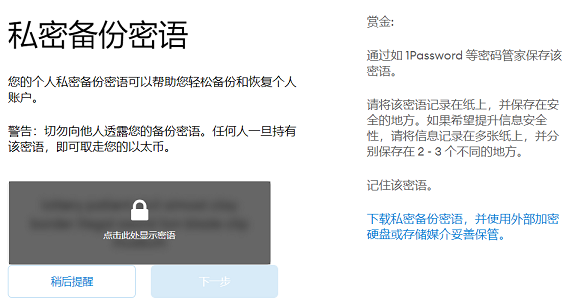 私密备份密语
您的个人私密备份密语可以帮助您轻松备份和恢复个人
账户。
警告：切勿向他人透露您的备份密语。任何人一旦持有
该密语，即可取走您的以太币。
点击此处显示密语
稍后提醒
下一步
赏金:
通过如 1Password 等密码管家保存该
密语。
请将该密语记录在纸上，并保存在安
全的地方。如果希望提升信息安全
性，请将信息记录在多张纸上，并分
别保存在 2 - 3 个不同的地方。
记住该密语。
下载私密备份密语，并使用外部加密
硬盘或存储媒介妥善保管。